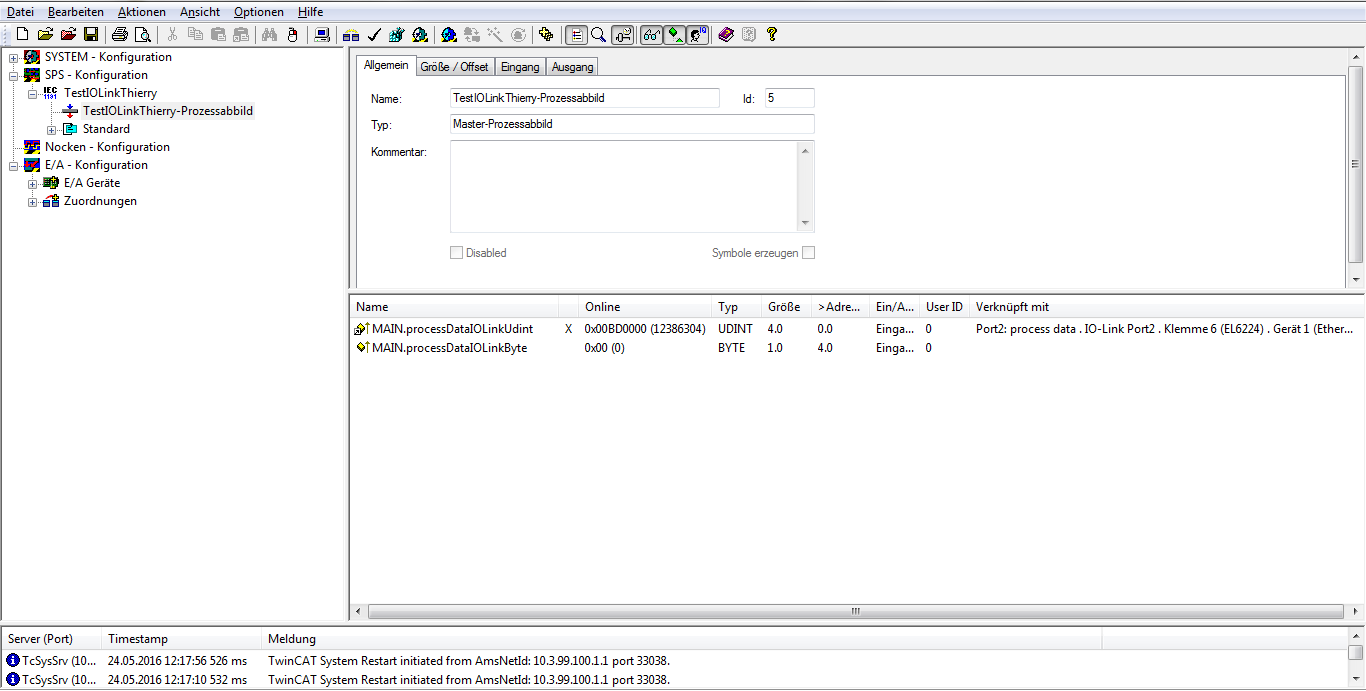 Datei Bearbeiten Aktionen Ansicht Optionen Hilfe
SYSTEM - Konfiguration
SPS - Konfiguration
IEC 1131 TestIOLinkThierry
TestIOLinkThierry-Prozessabbild
Standard
Nocken - Konfiguration
E/A - Konfiguration
E/A Geräte
Zuordnungen
Allgemein Größe / Offset Eingang Ausgang
Name: TestIOLinkThierry-Prozessabbild Id: 5
Typ: Master-Prozessabbild
Kommentar:
Disabled Symbole erzeugen
Name Online Typ Größe >Adre... Ein/A... User ID Verknüpft mit
MAIN.processDataIOLinkUdint X 0x00BD0000 (12386304) UDINT 4.0 0.0 Einga... 0 Port2: process data . IO-Link Port2 . Klemme 6 (EL6224) . Gerät 1 (Ether...
MAIN.processDataIOLinkByte 0x00 (0) BYTE 1.0 4.0 Einga... 0
Server (Port) Timestamp Meldung
TcSysSrv (10... 24.05.2016 12:17:56 526 ms TwinCAT System Restart initiated from AmsNetId: 10.3.99.100.1.1 port 33038.
TcSysSrv (10... 24.05.2016 12:17:10 532 ms TwinCAT System Restart initiated from AmsNetId: 10.3.99.100.1.1 port 33038.